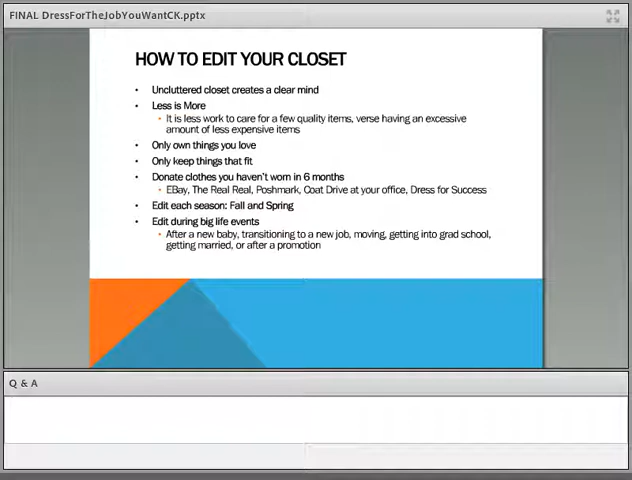 FINAL DressForTheJobYouWantCK.pptx
HOW TO EDIT YOUR CLOSET
• Uncluttered closet creates a clear mind
• Less is More
• It is less work to care for a few quality items, verse having an excessive
amount of less expensive items
• Only own things you love
• Only keep things that fit
• Donate clothes you haven't worn in 6 months
• EBay, The Real Real, Poshmark, Coat Drive at your office, Dress for Success
• Edit each season: Fall and Spring
• Edit during big life events
• After a new baby, transitioning to a new job, moving, getting into grad school,
getting married, or after a promotion
Q & A